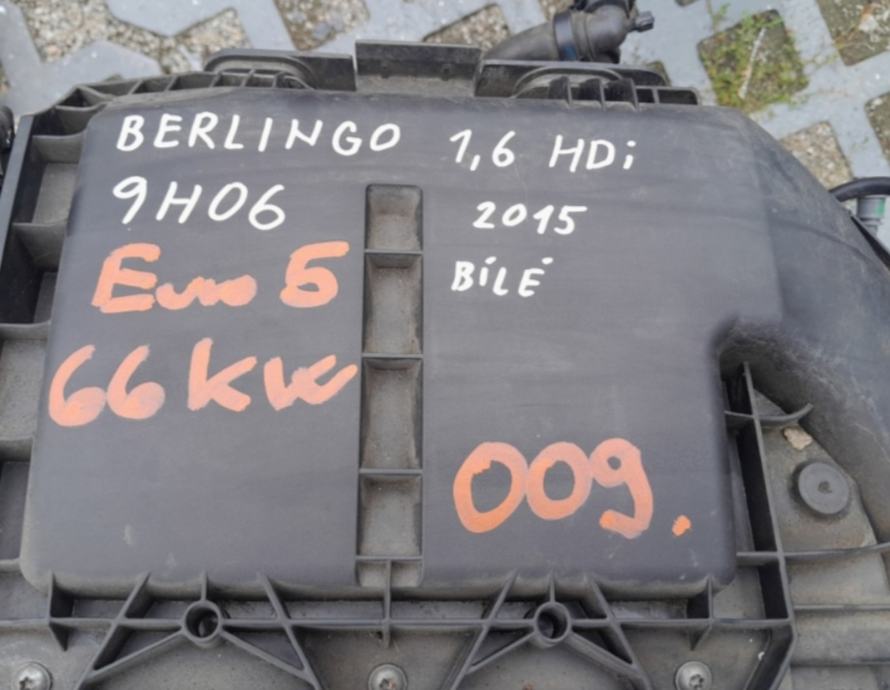 BERLINGO 1,6 HDi
9H06 2015
Euro 5 BÍLÉ
66 kW
009.